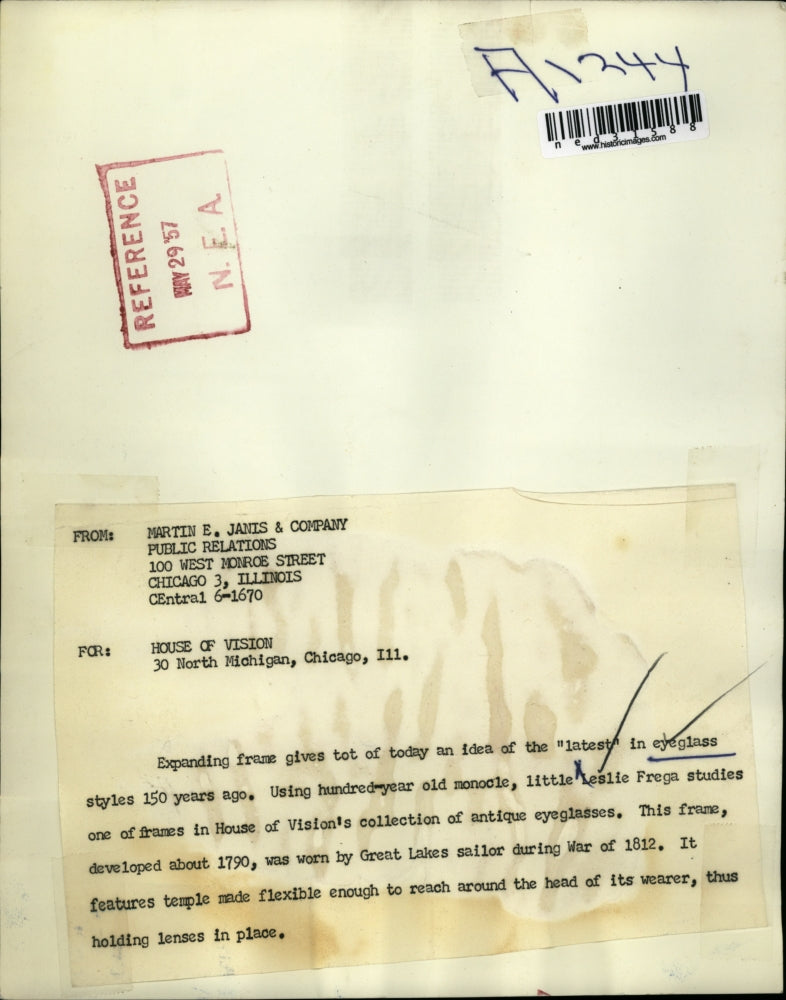 A1244
ned31588
www.historicimages.com
REFERENCE
MAY 29 '57
N. E. A
FROM: MARTIN E. JANIS & COMPANY
PUBLIC RELATIONS
100 WEST MONROE STREET
CHICAGO 3, ILLINOIS
CEntral 6-1670
FOR: HOUSE OF VISION
30 North Michigan, Chicago, Ill.
Expanding frame gives tot of today an idea of the "latest" in eyeglass
styles 150 years ago. Using hundred-year old monocle, little Leslie Frega studies
one of frames in House of Vision's collection of antique eyeglasses. This frame,
developed about 1790, was worn by Great Lakes sailor during War of 1812. It
features temple made flexible enough to reach around the head of its wearer, thus
holding lenses in place.